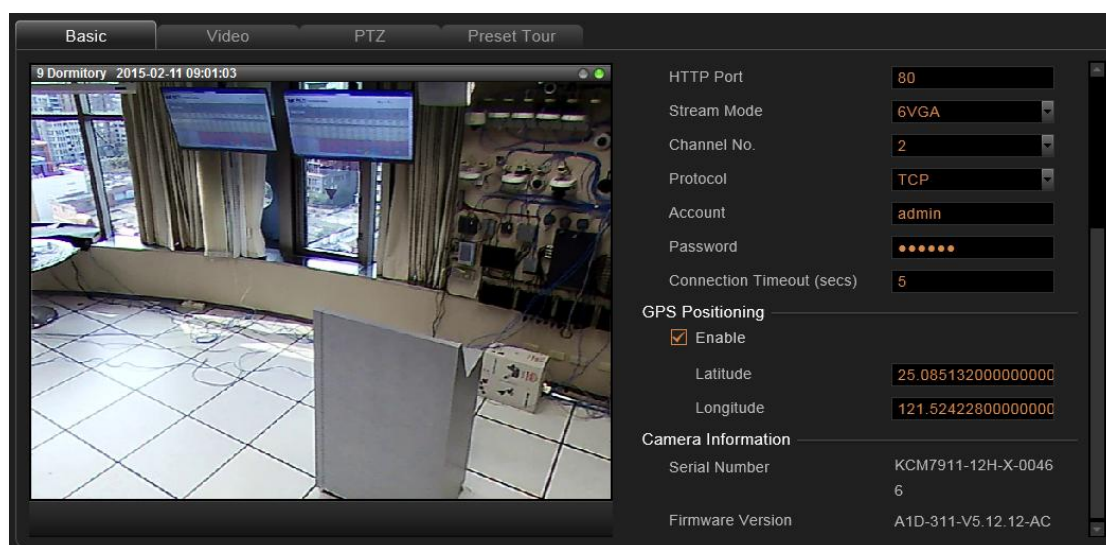 Basic Video PTZ Preset Tour
9 Dormitory 2015-02-11 09:01:03
HTTP Port 80
Stream Mode 6VGA
Channel No. 2
Protocol TCP
Account admin
Password ●●●●●●
Connection Timeout (secs) 5
GPS Positioning
Enable
Latitude 25.085132000000000
Longitude 121.52422800000000
Camera Information
Serial Number KCM7911-12H-X-0046
6
Firmware Version A1D-311-V5.12.12-AC